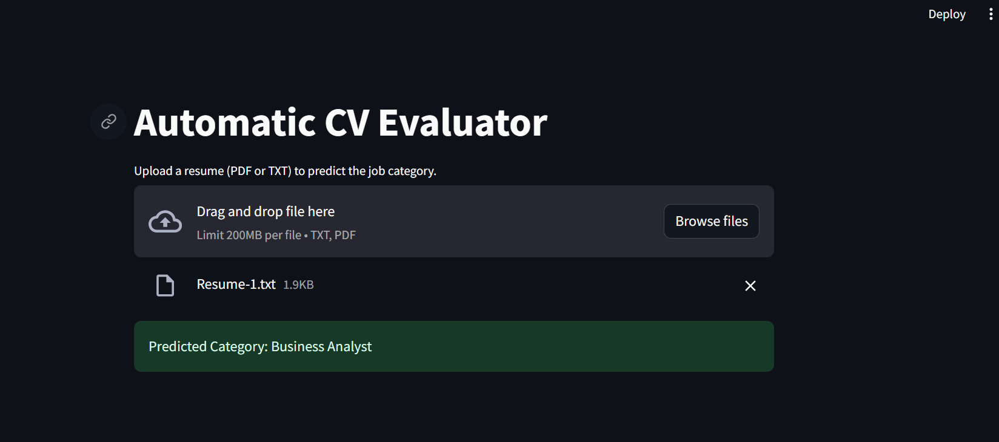 Deploy
Automatic CV Evaluator
Upload a resume (PDF or TXT) to predict the job category.
Drag and drop file here
Limit 200MB per file • TXT, PDF
Browse files
Resume-1.txt 1.9KB
Predicted Category: Business Analyst